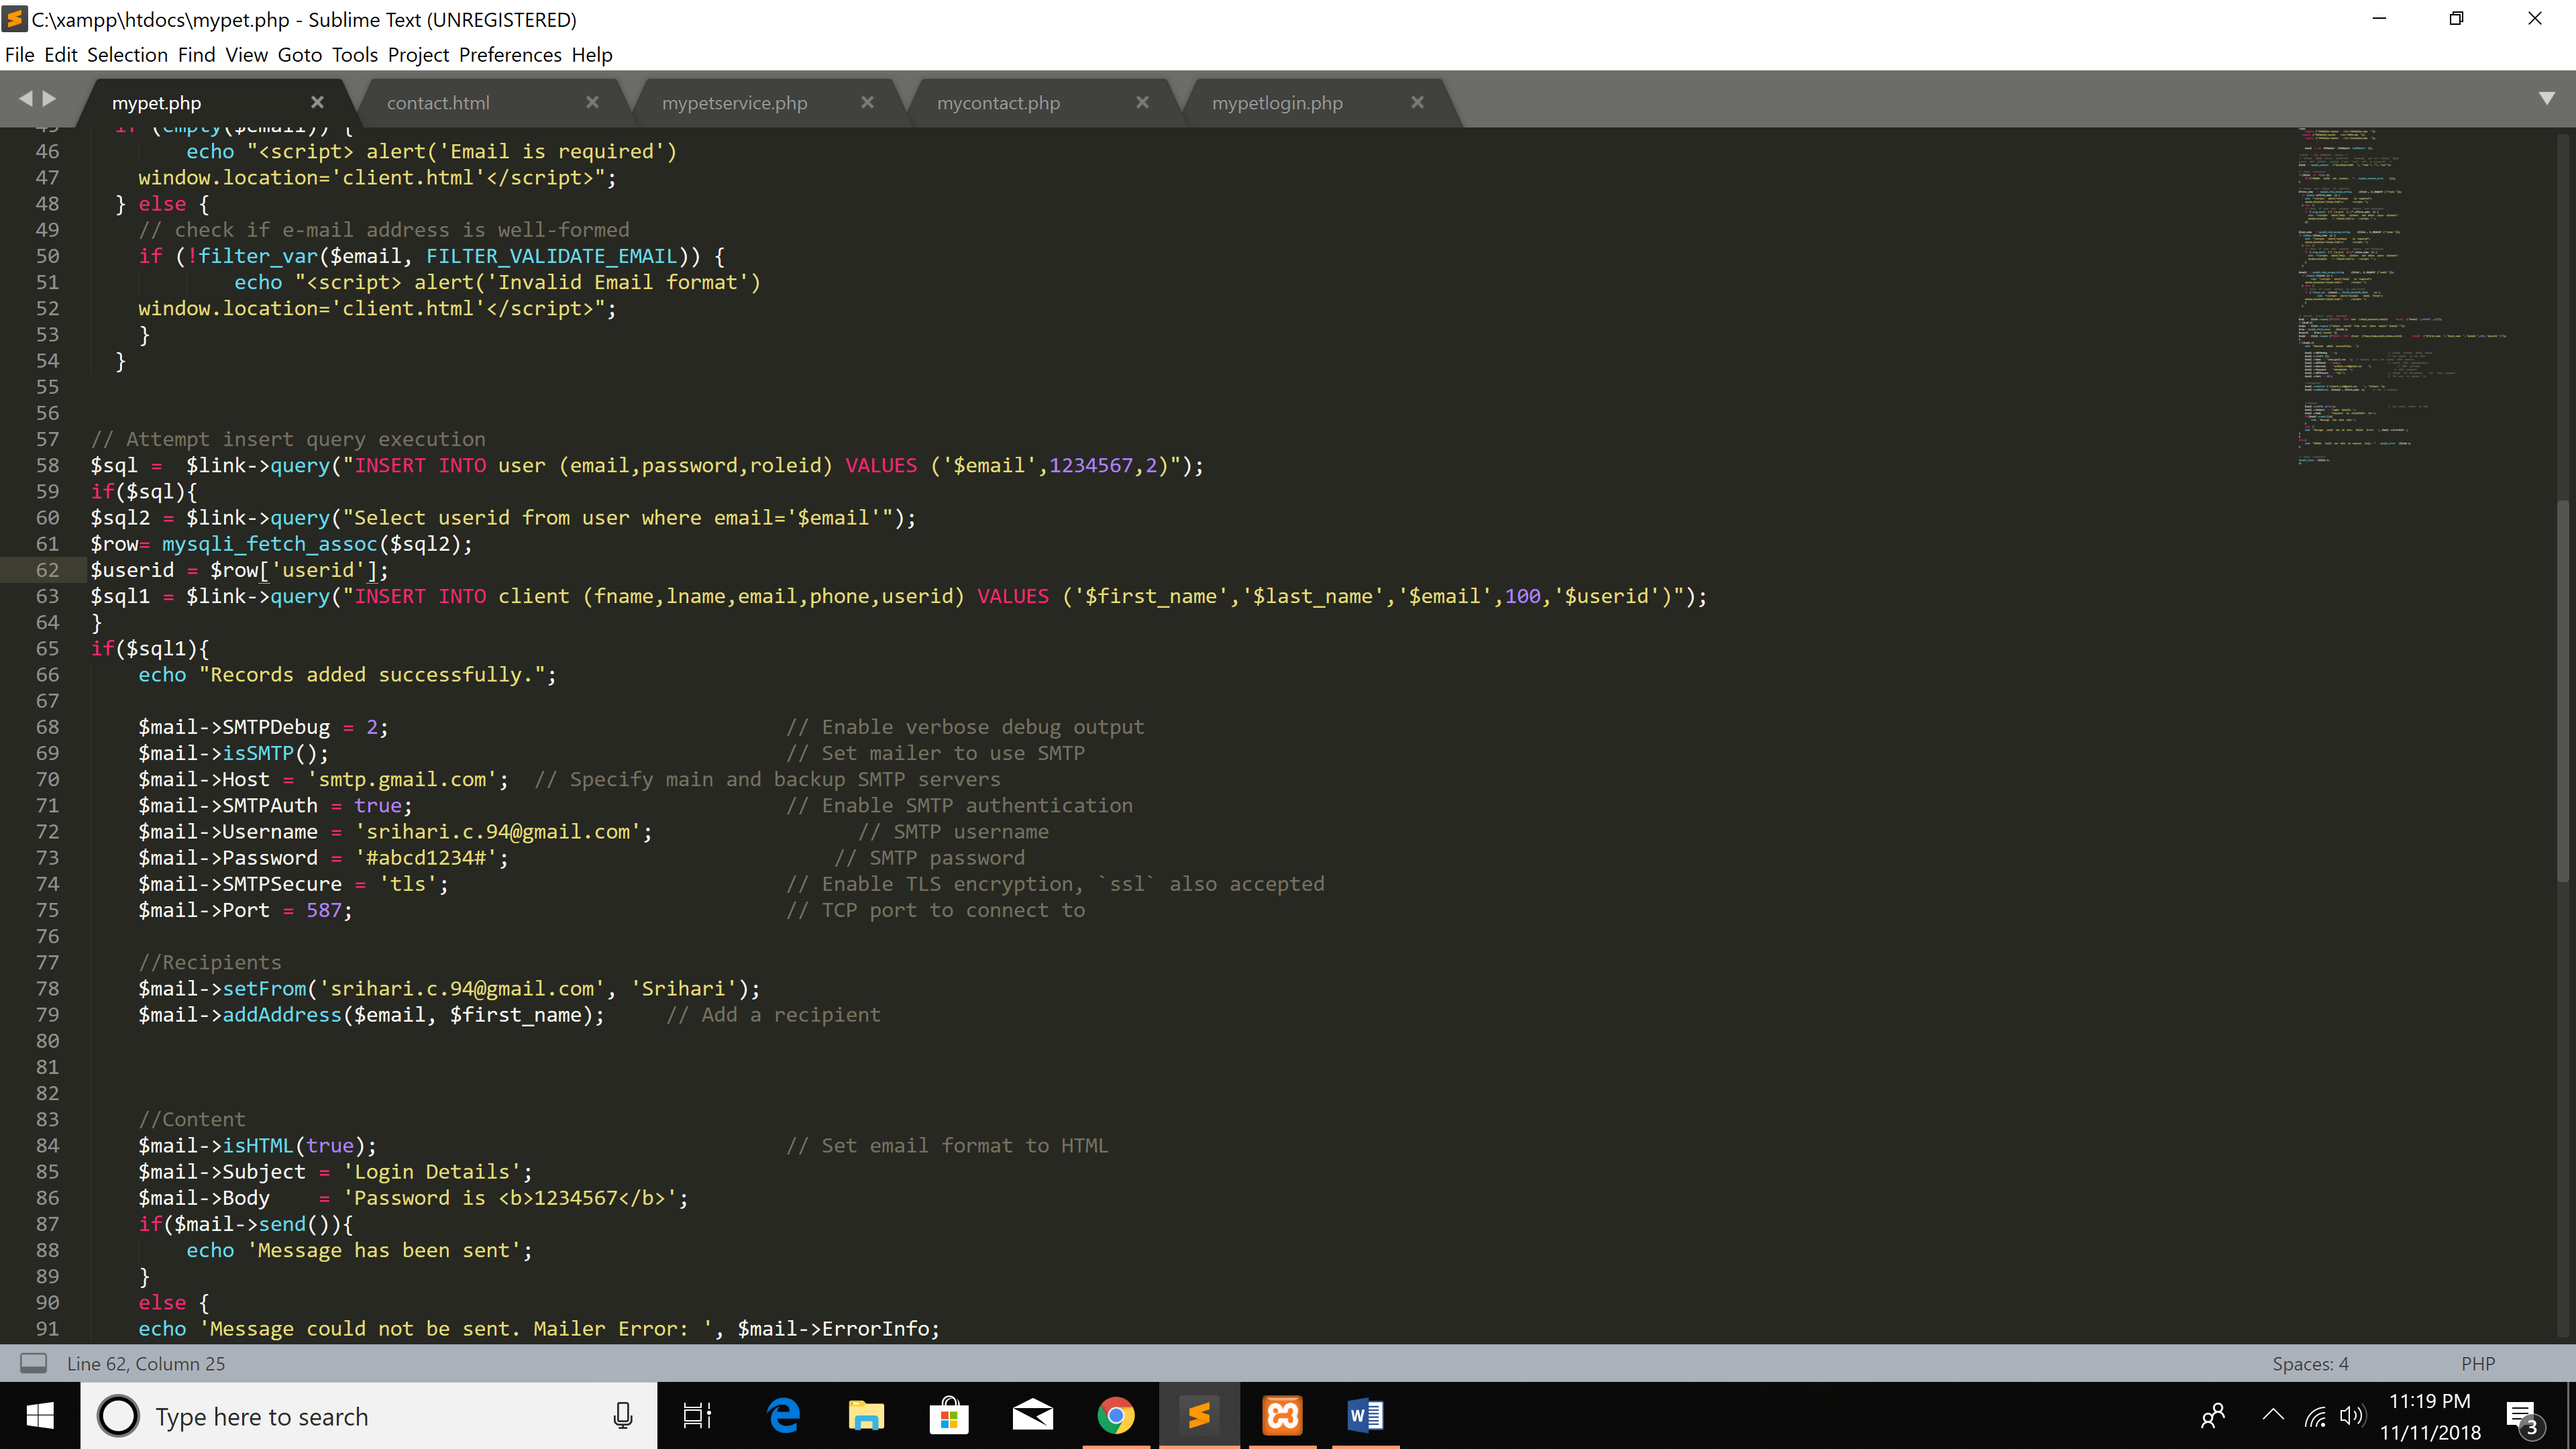 C:\xampp\htdocs\mypet.php - Sublime Text (UNREGISTERED)
File Edit Selection Find View Goto Tools Project Preferences Help
mypet.php contact.html mypetservice.php mycontact.php mypetlogin.php
45 if (empty($email)) {
46 echo "<script> alert('Email is required')
47 window.location='client.html'</script>";
48 } else {
49 // check if e-mail address is well-formed
50 if (!filter_var($email, FILTER_VALIDATE_EMAIL)) {
51 echo "<script> alert('Invalid Email format')
52 window.location='client.html'</script>";
53 }
54 }
55
56
57 // Attempt insert query execution
58 $sql = $link->query("INSERT INTO user (email,password,roleid) VALUES ('$email',1234567,2)");
59 if($sql){
60 $sql2 = $link->query("Select userid from user where email='$email'");
61 $row= mysqli_fetch_assoc($sql2);
62 $userid = $row['userid'];
63 $sql1 = $link->query("INSERT INTO client (fname,lname,email,phone,userid) VALUES ('$first_name','$last_name','$email',100,'$userid')");
64 }
65 if($sql1){
66 echo "Records added successfully.";
67
68 $mail->SMTPDebug = 2; // Enable verbose debug output
69 $mail->isSMTP(); // Set mailer to use SMTP
70 $mail->Host = 'smtp.gmail.com'; // Specify main and backup SMTP servers
71 $mail->SMTPAuth = true; // Enable SMTP authentication
72 $mail->Username = 'srihari.c.94@gmail.com'; // SMTP username
73 $mail->Password = '#abcd1234#'; // SMTP password
74 $mail->SMTPSecure = 'tls'; // Enable TLS encryption, `ssl` also accepted
75 $mail->Port = 587; // TCP port to connect to
76
77 //Recipients
78 $mail->setFrom('srihari.c.94@gmail.com', 'Srihari');
79 $mail->addAddress($email, $first_name); // Add a recipient
80
81
82
83 //Content
84 $mail->isHTML(true); // Set email format to HTML
85 $mail->Subject = 'Login Details';
86 $mail->Body = 'Password is <b>1234567</b>';
87 if($mail->send()){
88 echo 'Message has been sent';
89 }
90 else {
91 echo 'Message could not be sent. Mailer Error: ', $mail->ErrorInfo;
Line 62, Column 25 Spaces: 4 PHP
Type here to search
11:19 PM
11/11/2018
3